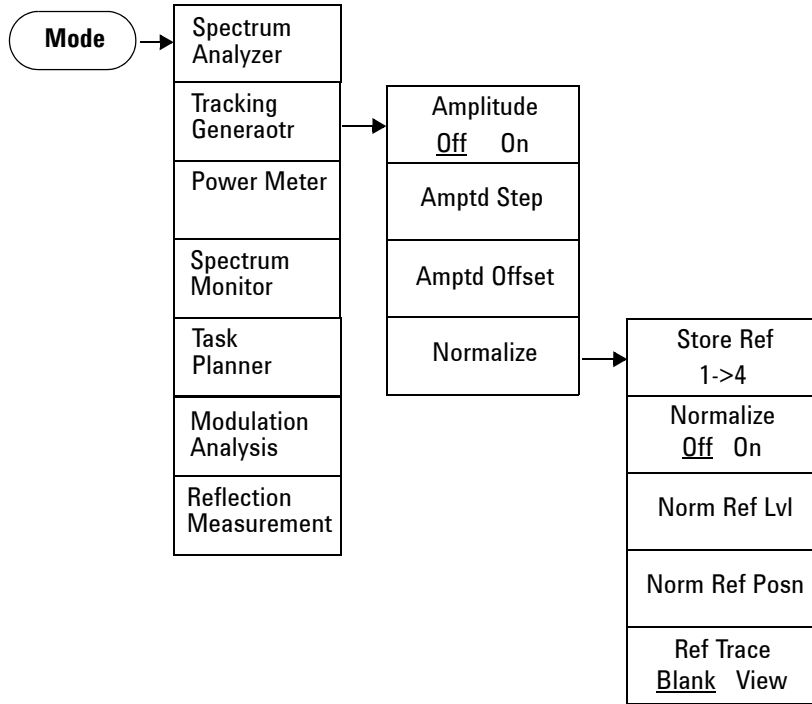 Mode
Spectrum
Analyzer
Tracking
Generaotr
Power Meter
Spectrum
Monitor
Task
Planner
Modulation
Analysis
Reflection
Measurement
Amplitude
Off On
Amptd Step
Amptd Offset
Normalize
Store Ref
1->4
Normalize
Off On
Norm Ref Lvl
Norm Ref Posn
Ref Trace
Blank View